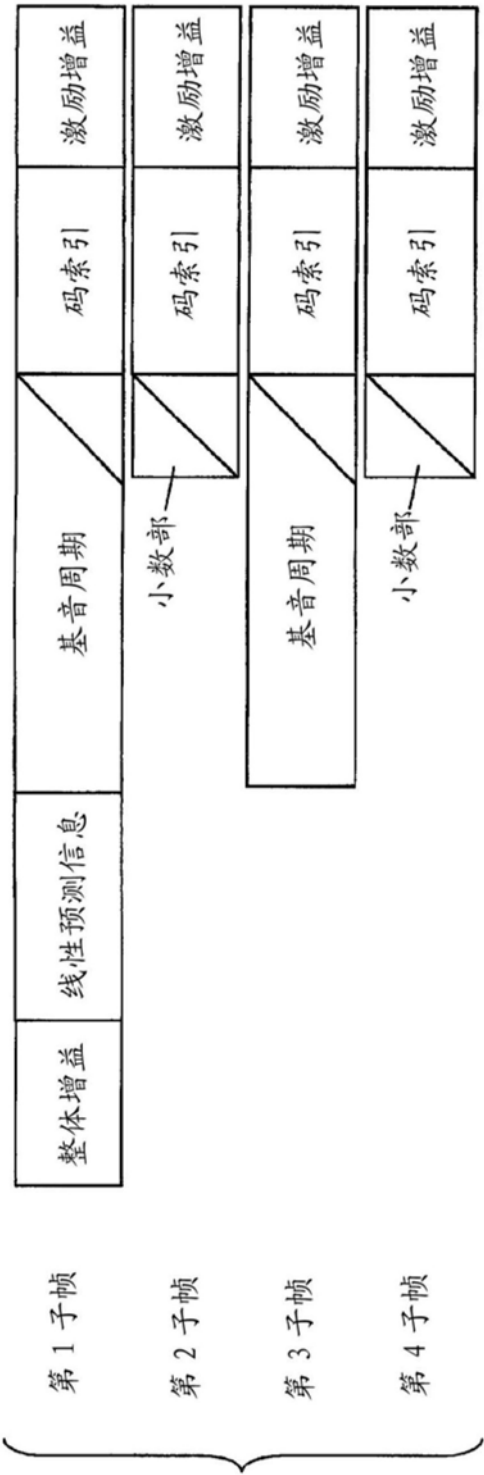 第1子帧
整体增益
线性预测信息
基音周期
码索引
激励增益
第2子帧
小数部
码索引
激励增益
第3子帧
基音周期
码索引
激励增益
第4子帧
小数部
码索引
激励增益